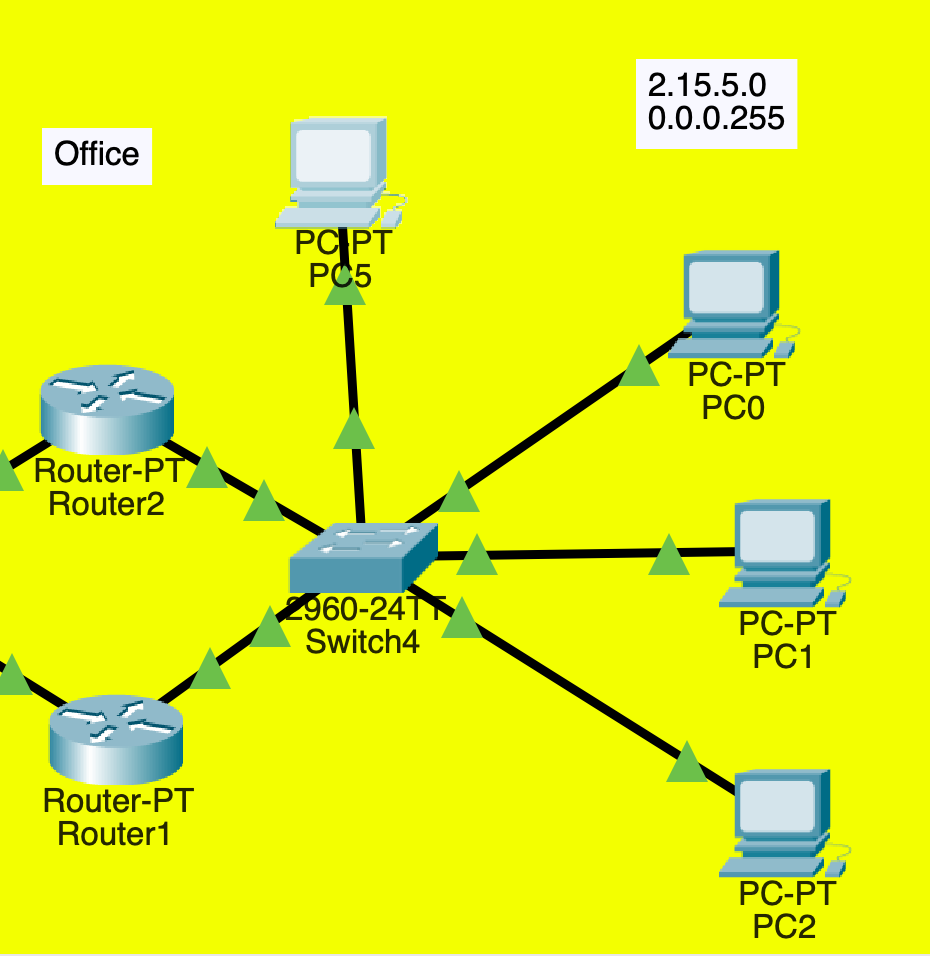 2.15.5.0
0.0.0.255
Office
PC-PT
PC5
PC-PT
PC0
Router-PT
Router2
PC-PT
PC1
2960-24TT
Switch4
Router-PT
Router1
PC-PT
PC2